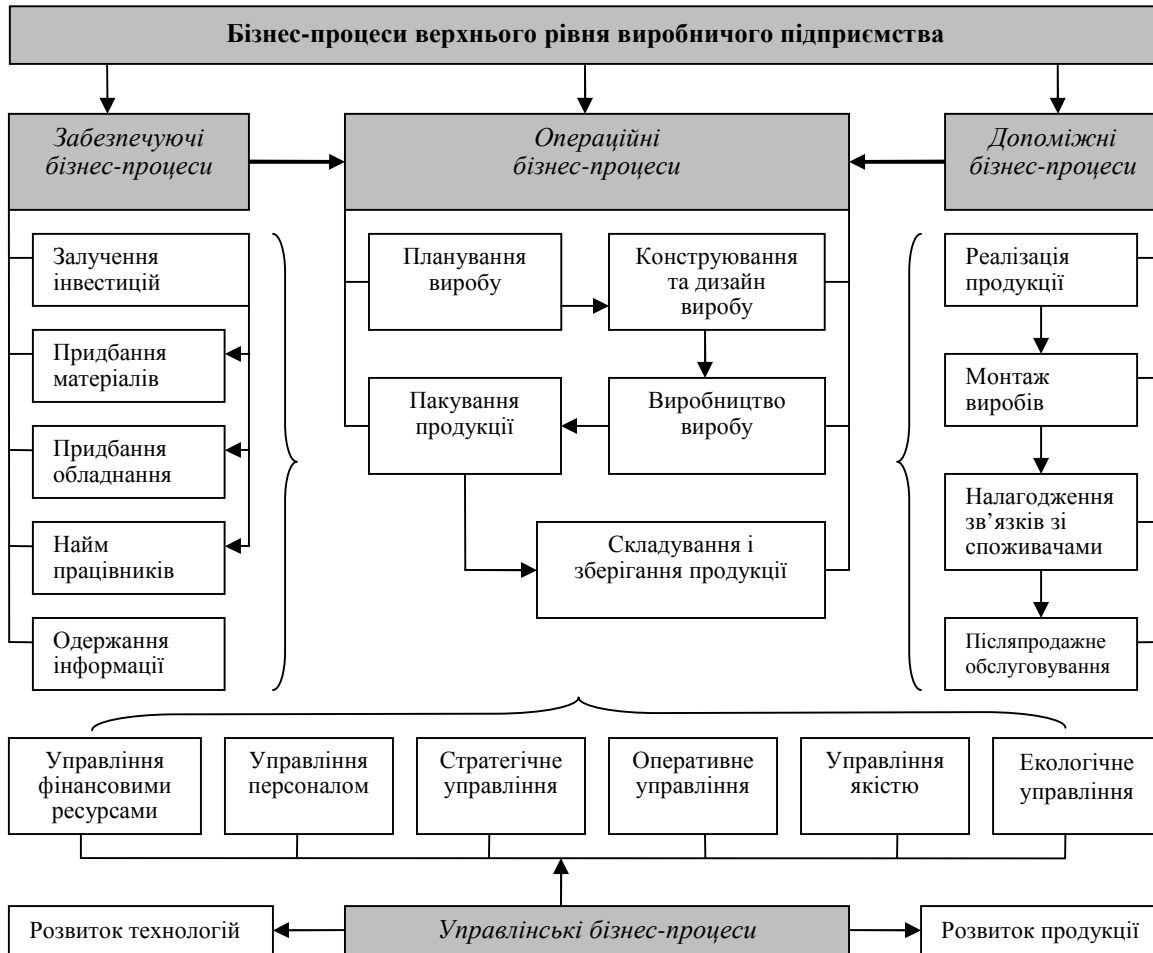 Бізнес-процеси верхнього рівня виробничого підприємства
Забезпечуючі
бізнес-процеси
Операційні
бізнес-процеси
Допоміжні
бізнес-процеси
Залучення
інвестицій
Придбання
матеріалів
Придбання
обладнання
Найм
працівників
Одержання
інформації
Планування
виробу
Конструювання
та дизайн
виробу
Пакування
продукції
Виробництво
виробу
Складування і
зберігання продукції
Реалізація
продукції
Монтаж
виробів
Налагодження
зв’язків зі
споживачами
Післяпродажне
обслуговування
Управління
фінансовими
ресурсами
Управління
персоналом
Стратегічне
управління
Оперативне
управління
Управління
якістю
Екологічне
управління
Розвиток технологій
Управлінські бізнес-процеси
Розвиток продукції